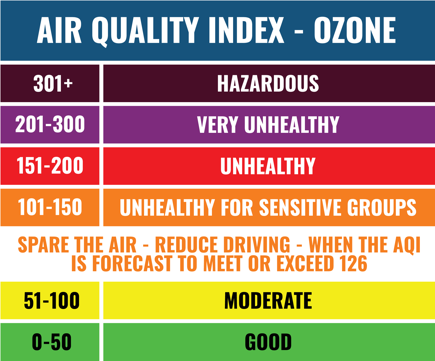 AIR QUALITY INDEX - OZONE
301+ HAZARDOUS
201-300 VERY UNHEALTHY
151-200 UNHEALTHY
101-150 UNHEALTHY FOR SENSITIVE GROUPS
SPARE THE AIR - REDUCE DRIVING - WHEN THE AQI
IS FORECAST TO MEET OR EXCEED 126
51-100 MODERATE
0-50 GOOD